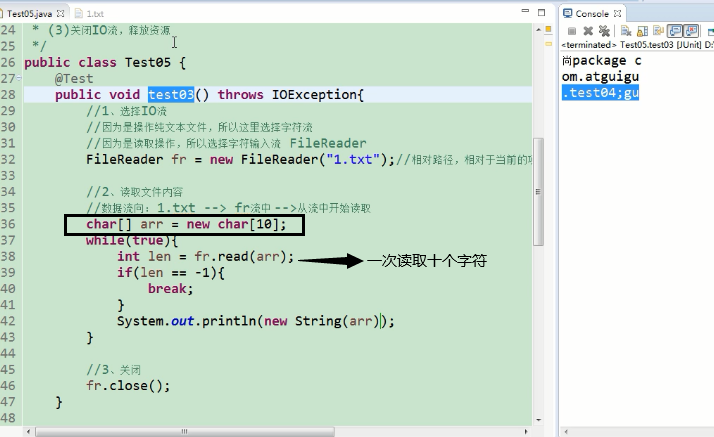 Test05.java
1.txt
24 * (3)关闭IO流，释放资源
25 */
26 public class Test05 {
27 @Test
28 public void test03() throws IOException{
29 //1、选择IO流
30 //因为是操作纯文本文件，所以这里选择字符流
31 //因为是读取操作，所以选择字符输入流 FileReader
32 FileReader fr = new FileReader("1.txt");//相对路径，相对于当前的
33
34 //2、读取文件内容
35 //数据流向：1.txt --> fr流中 -->从流中开始读取
36 char[] arr = new char[10];
37 while(true){
38 int len = fr.read(arr); 一次读取十个字符
39 if(len == -1){
40 break;
41 }
42 System.out.println(new String(arr));
43 }
44
45 //3、关闭
46 fr.close();
47 }
48
Console
<terminated> Test05.test03 [JUnit] D:\
尚package c
om.atguigu
.test04;gu